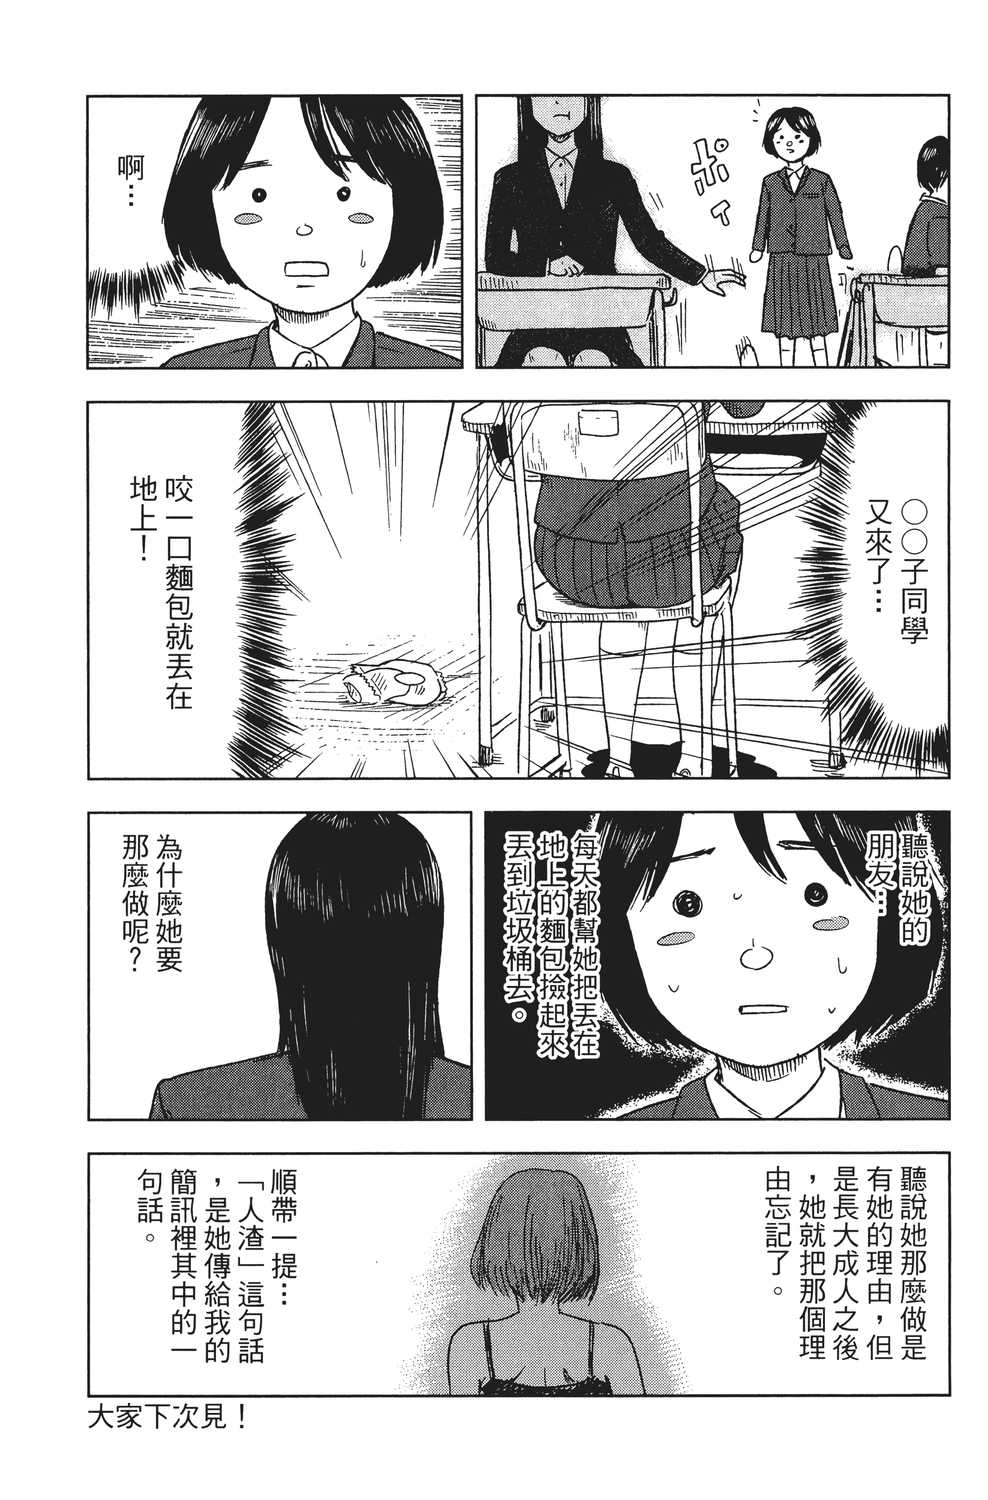 ポイ
啊…
○○子同學
又來了…
咬一口麵包就丟在
地上！
聽說她的
朋友…
每天都幫她把丟在
地上的麵包撿起來
丟到垃圾桶去。
為什麼她要
那麼做呢？
聽說她那麼做是
有她的理由，但
是長大成人之後
，她就把那個理
由忘記了。
順帶一提…
「人渣」這句話
，是她傳給我的
簡訊裡其中的一
句話。
大家下次見！